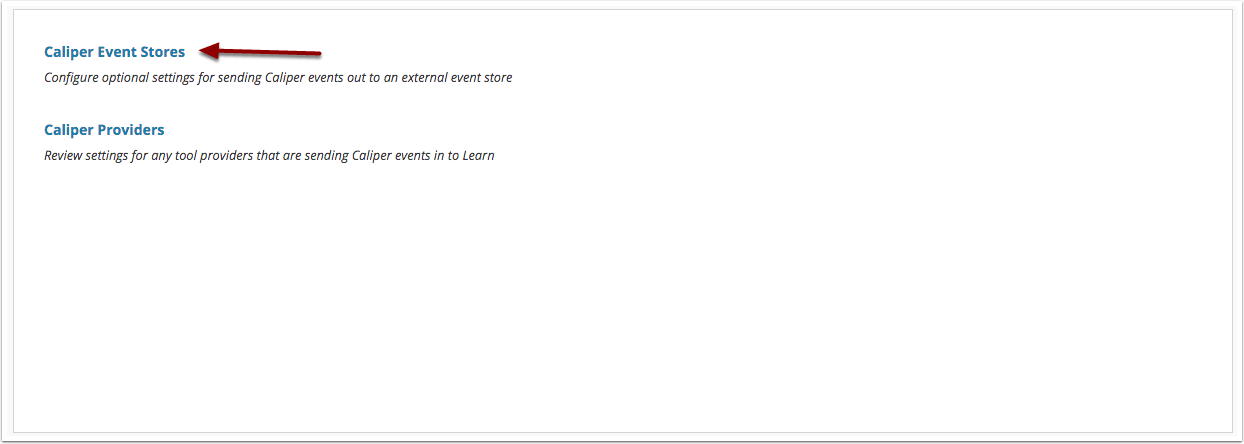 Caliper Event Stores
Configure optional settings for sending Caliper events out to an external event store
Caliper Providers
Review settings for any tool providers that are sending Caliper events in to Learn